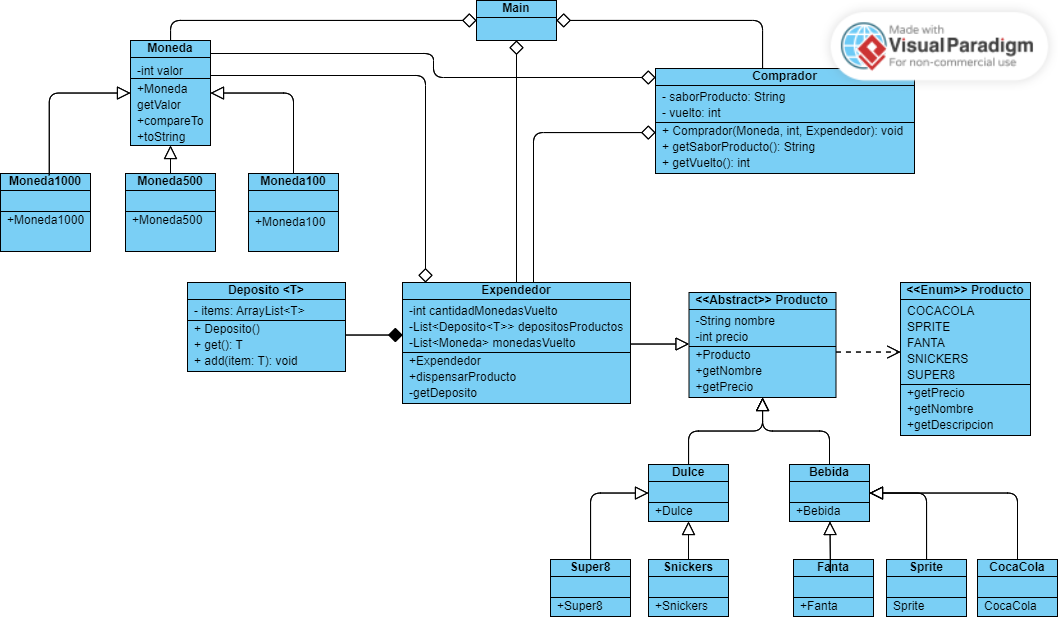 Main
Made with
Visual Paradigm
For non-commercial use
Moneda
-int valor
+Moneda
getValor
+compareTo
+toString
Comprador
- saborProducto: String
- vuelto: int
+ Comprador(Moneda, int, Expendedor): void
+ getSaborProducto(): String
+ getVuelto(): int
Moneda1000
+Moneda1000
Moneda500
+Moneda500
Moneda100
+Moneda100
Deposito <T>
- items: ArrayList<T>
+ Deposito()
+ get(): T
+ add(item: T): void
Expendedor
-int cantidadMonedasVuelto
-List<Deposito<T>> depositosProductos
-List<Moneda> monedasVuelto
+Expendedor
+dispensarProducto
-getDeposito
<<Abstract>> Producto
-String nombre
-int precio
+Producto
+getNombre
+getPrecio
<<Enum>> Producto
COCACOLA
SPRITE
FANTA
SNICKERS
SUPER8
+getPrecio
+getNombre
+getDescripcion
Dulce
+Dulce
Bebida
+Bebida
Super8
+Super8
Snickers
+Snickers
Fanta
+Fanta
Sprite
Sprite
CocaCola
CocaCola